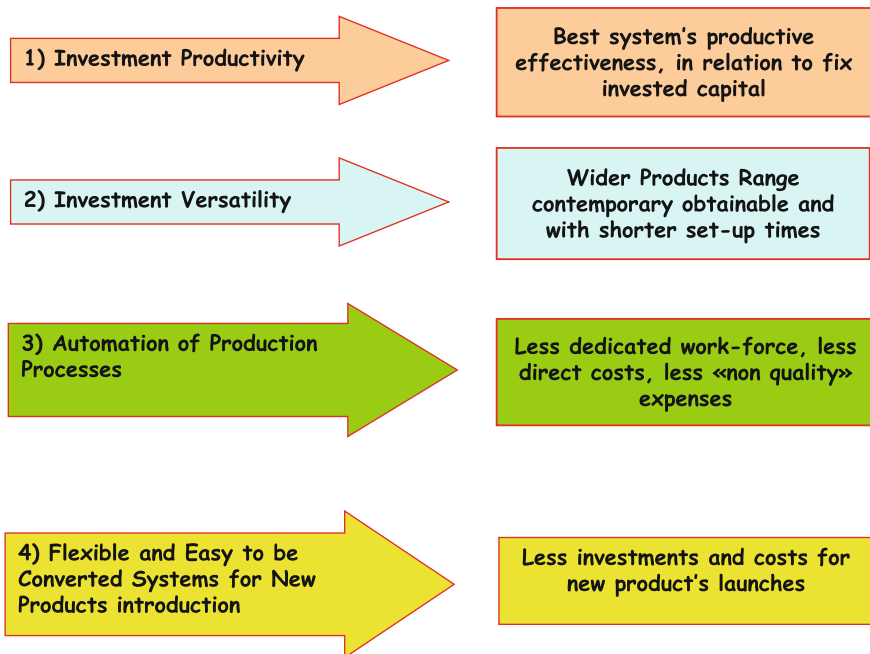 1) Investment Productivity
Best system's productive
effectiveness, in relation to fix
invested capital
2) Investment Versatility
Wider Products Range
contemporary obtainable and
with shorter set-up times
3) Automation of Production
Processes
Less dedicated work-force, less
direct costs, less «non quality»
expenses
4) Flexible and Easy to be
Converted Systems for New
Products introduction
Less investments and costs for
new product's launches